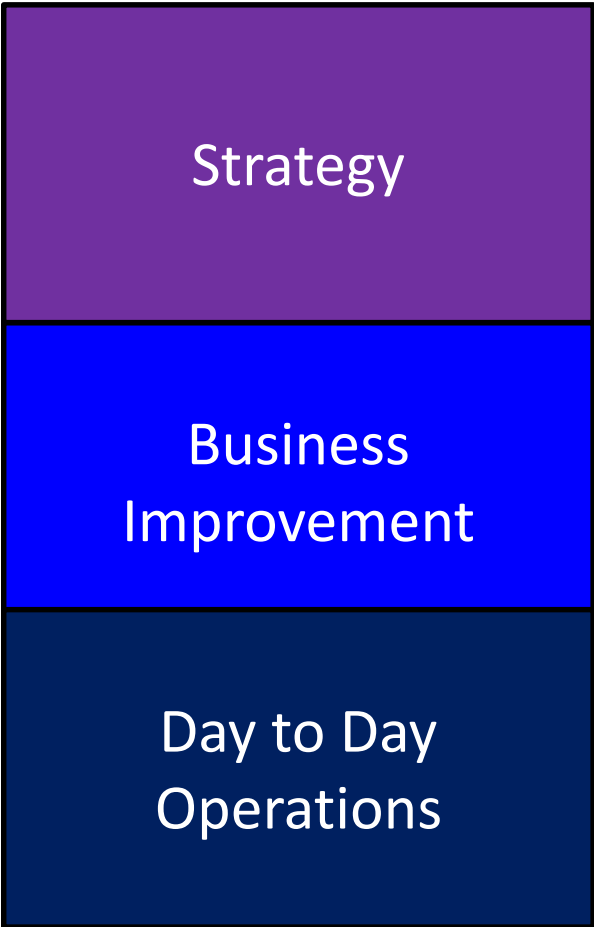 Strategy
Business
Improvement
Day to Day
Operations